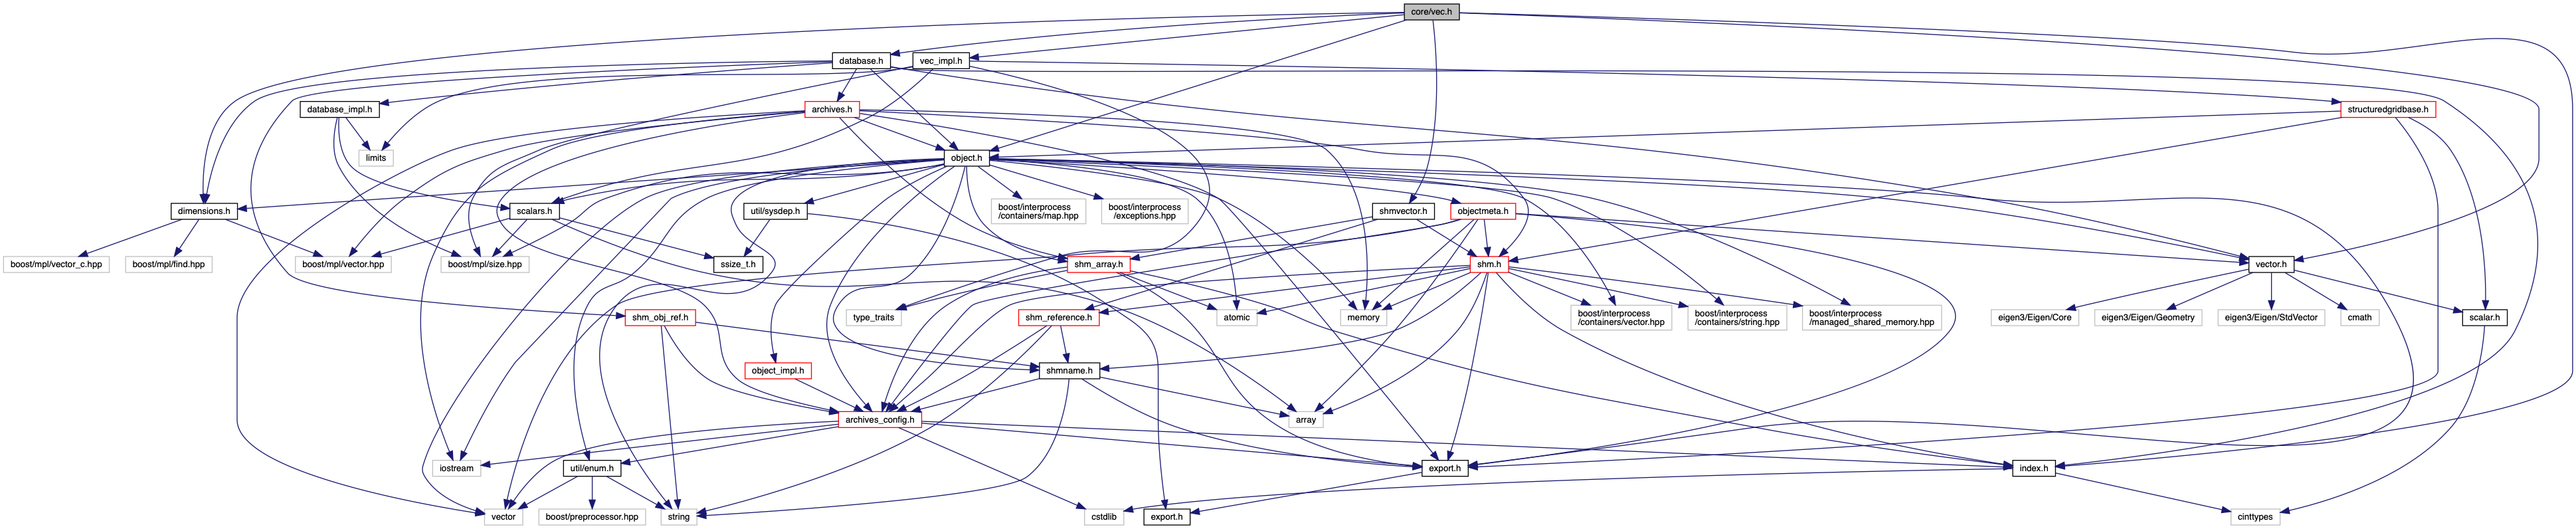 core/vec.h
database.h
vec_impl.h
database_impl.h
archives.h
structuredgridbase.h
limits
object.h
dimensions.h
scalars.h
util/sysdep.h
boost/interprocess
/containers/map.hpp
boost/interprocess
/exceptions.hpp
shmvector.h
objectmeta.h
boost/mpl/vector_c.hpp
boost/mpl/find.hpp
boost/mpl/vector.hpp
boost/mpl/size.hpp
ssize_t.h
shm_array.h
shm.h
vector.h
shm_obj_ref.h
type_traits
shm_reference.h
atomic
memory
boost/interprocess
/containers/vector.hpp
boost/interprocess
/containers/string.hpp
boost/interprocess
/managed_shared_memory.hpp
eigen3/Eigen/Core
eigen3/Eigen/Geometry
eigen3/Eigen/StdVector
cmath
scalar.h
object_impl.h
shmname.h
archives_config.h
array
iostream
util/enum.h
export.h
index.h
vector
boost/preprocessor.hpp
string
cstdlib
export.h
cinttypes